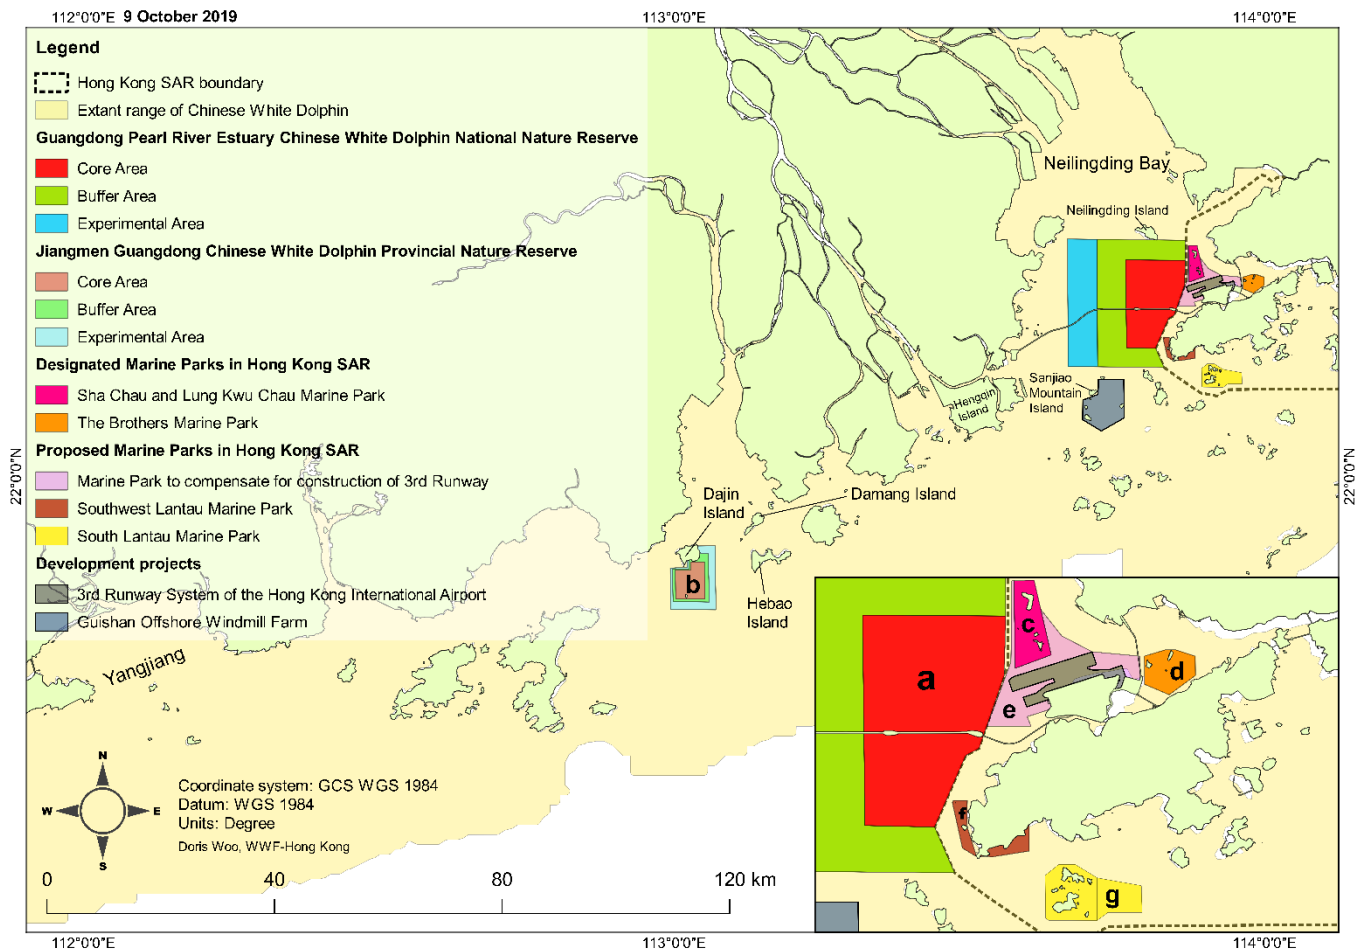 112°0'0"E
9 October 2019
113°0'0"E
114°0'0"E
Legend
Hong Kong SAR boundary
Extant range of Chinese White Dolphin
Guangdong Pearl River Estuary Chinese White Dolphin National Nature Reserve
Core Area
Buffer Area
Experimental Area
Jiangmen Guangdong Chinese White Dolphin Provincial Nature Reserve
Core Area
Buffer Area
Experimental Area
Designated Marine Parks in Hong Kong SAR
Sha Chau and Lung Kwu Chau Marine Park
The Brothers Marine Park
Proposed Marine Parks in Hong Kong SAR
Marine Park to compensate for construction of 3rd Runway
Southwest Lantau Marine Park
South Lantau Marine Park
Development projects
3rd Runway System of the Hong Kong International Airport
Guishan Offshore Windmill Farm
Neilingding Bay
Neilingding Island
Sanjiao
Mountain
Island
Hengqin
Island
22°0'0"N
22°0'0"N
Dajin
Island
Damang Island
b
Hebao
Island
Yangjiang
a
c
d
e
f
g
N
W
E
S
Coordinate system: GCS WGS 1984
Datum: WGS 1984
Units: Degree
Doris Woo, WWF-Hong Kong
0
40
80
120 km
112°0'0"E
113°0'0"E
114°0'0"E